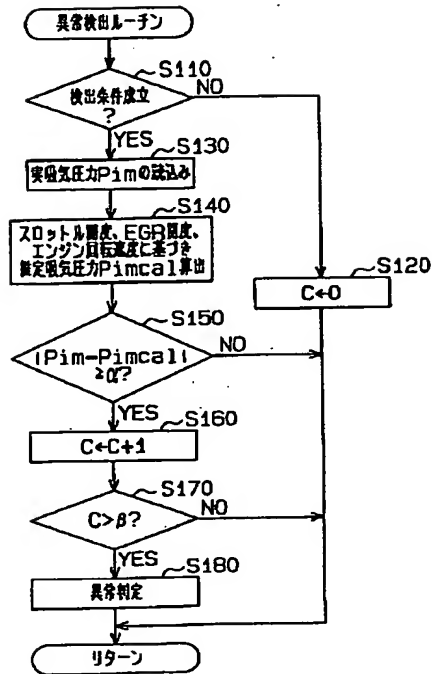 異常検出ルーチン
S110
検出条件成立
?
NO
YES
S130
実吸気圧力Pimの読込み
S140
スロットル開度、EGR開度、
エンジン回転速度に基づき
推定吸気圧力Pimcal算出
S120
C←0
S150
|Pim-Pimcal|
≧α?
NO
YES
S160
C←C+1
S170
C>β?
NO
YES
S180
異常判定
リターン